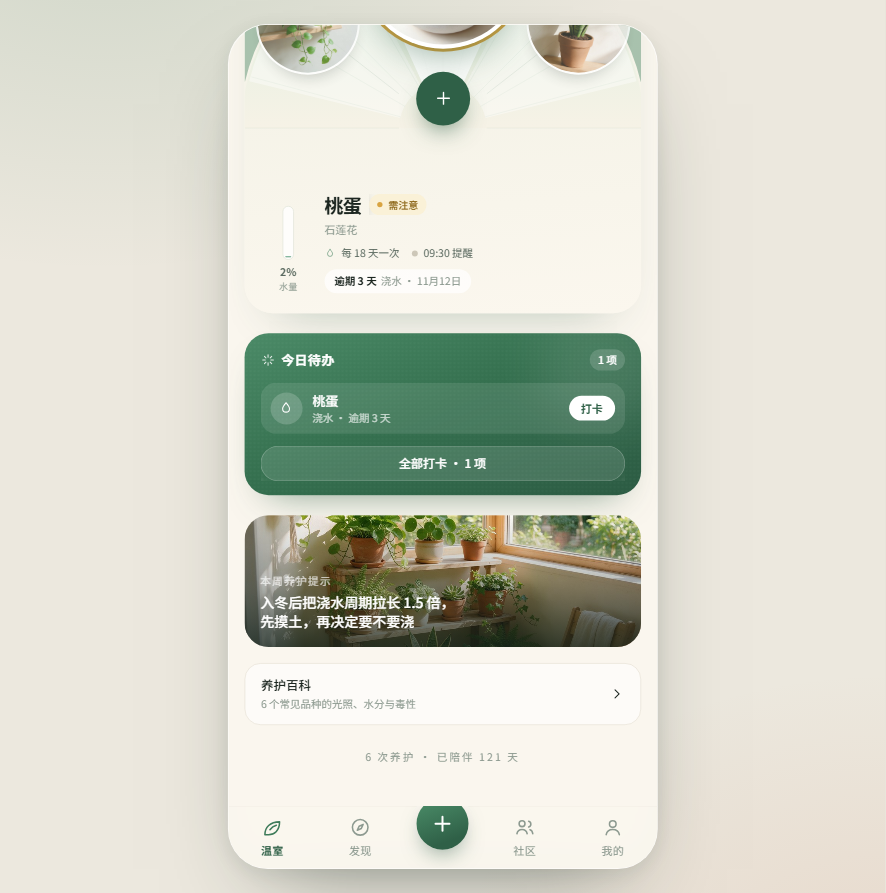 桃蛋
需注意
石莲花
每 18 天一次
09:30 提醒
2%
水量
逾期 3 天 浇水 · 11月12日
今日待办
1 项
桃蛋
浇水 · 逾期 3 天
打卡
全部打卡 · 1 项
本周养护提示
入冬后把浇水周期拉长 1.5 倍，
先摸土，再决定要不要浇
养护百科
6 个常见品种的光照、水分与毒性
6 次养护 · 已陪伴 121 天
温室
发现
社区
我的